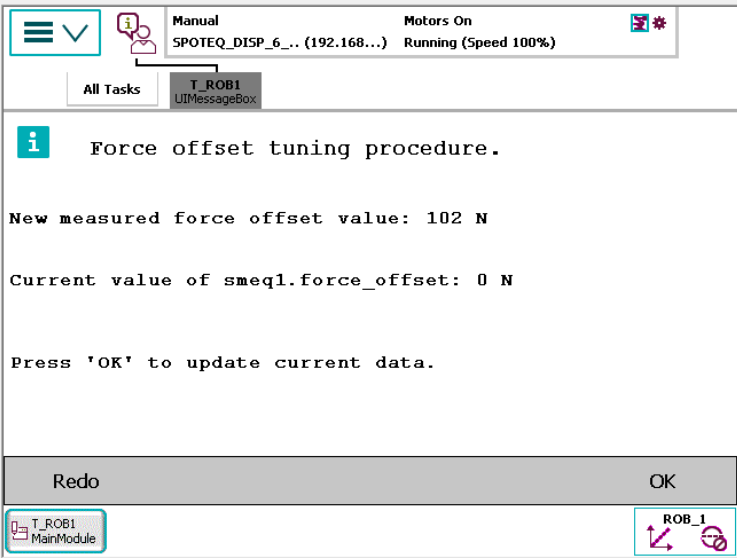 Manual
Motors On
SPOTEQ_DISP_6_.. (192.168...)
Running (Speed 100%)
All Tasks
T_ROB1
UIMessageBox
i
Force offset tuning procedure.
New measured force offset value: 102 N
Current value of smeq1.force_offset: 0 N
Press 'OK' to update current data.
Redo
OK
T_ROB1
MainModule
ROB_1